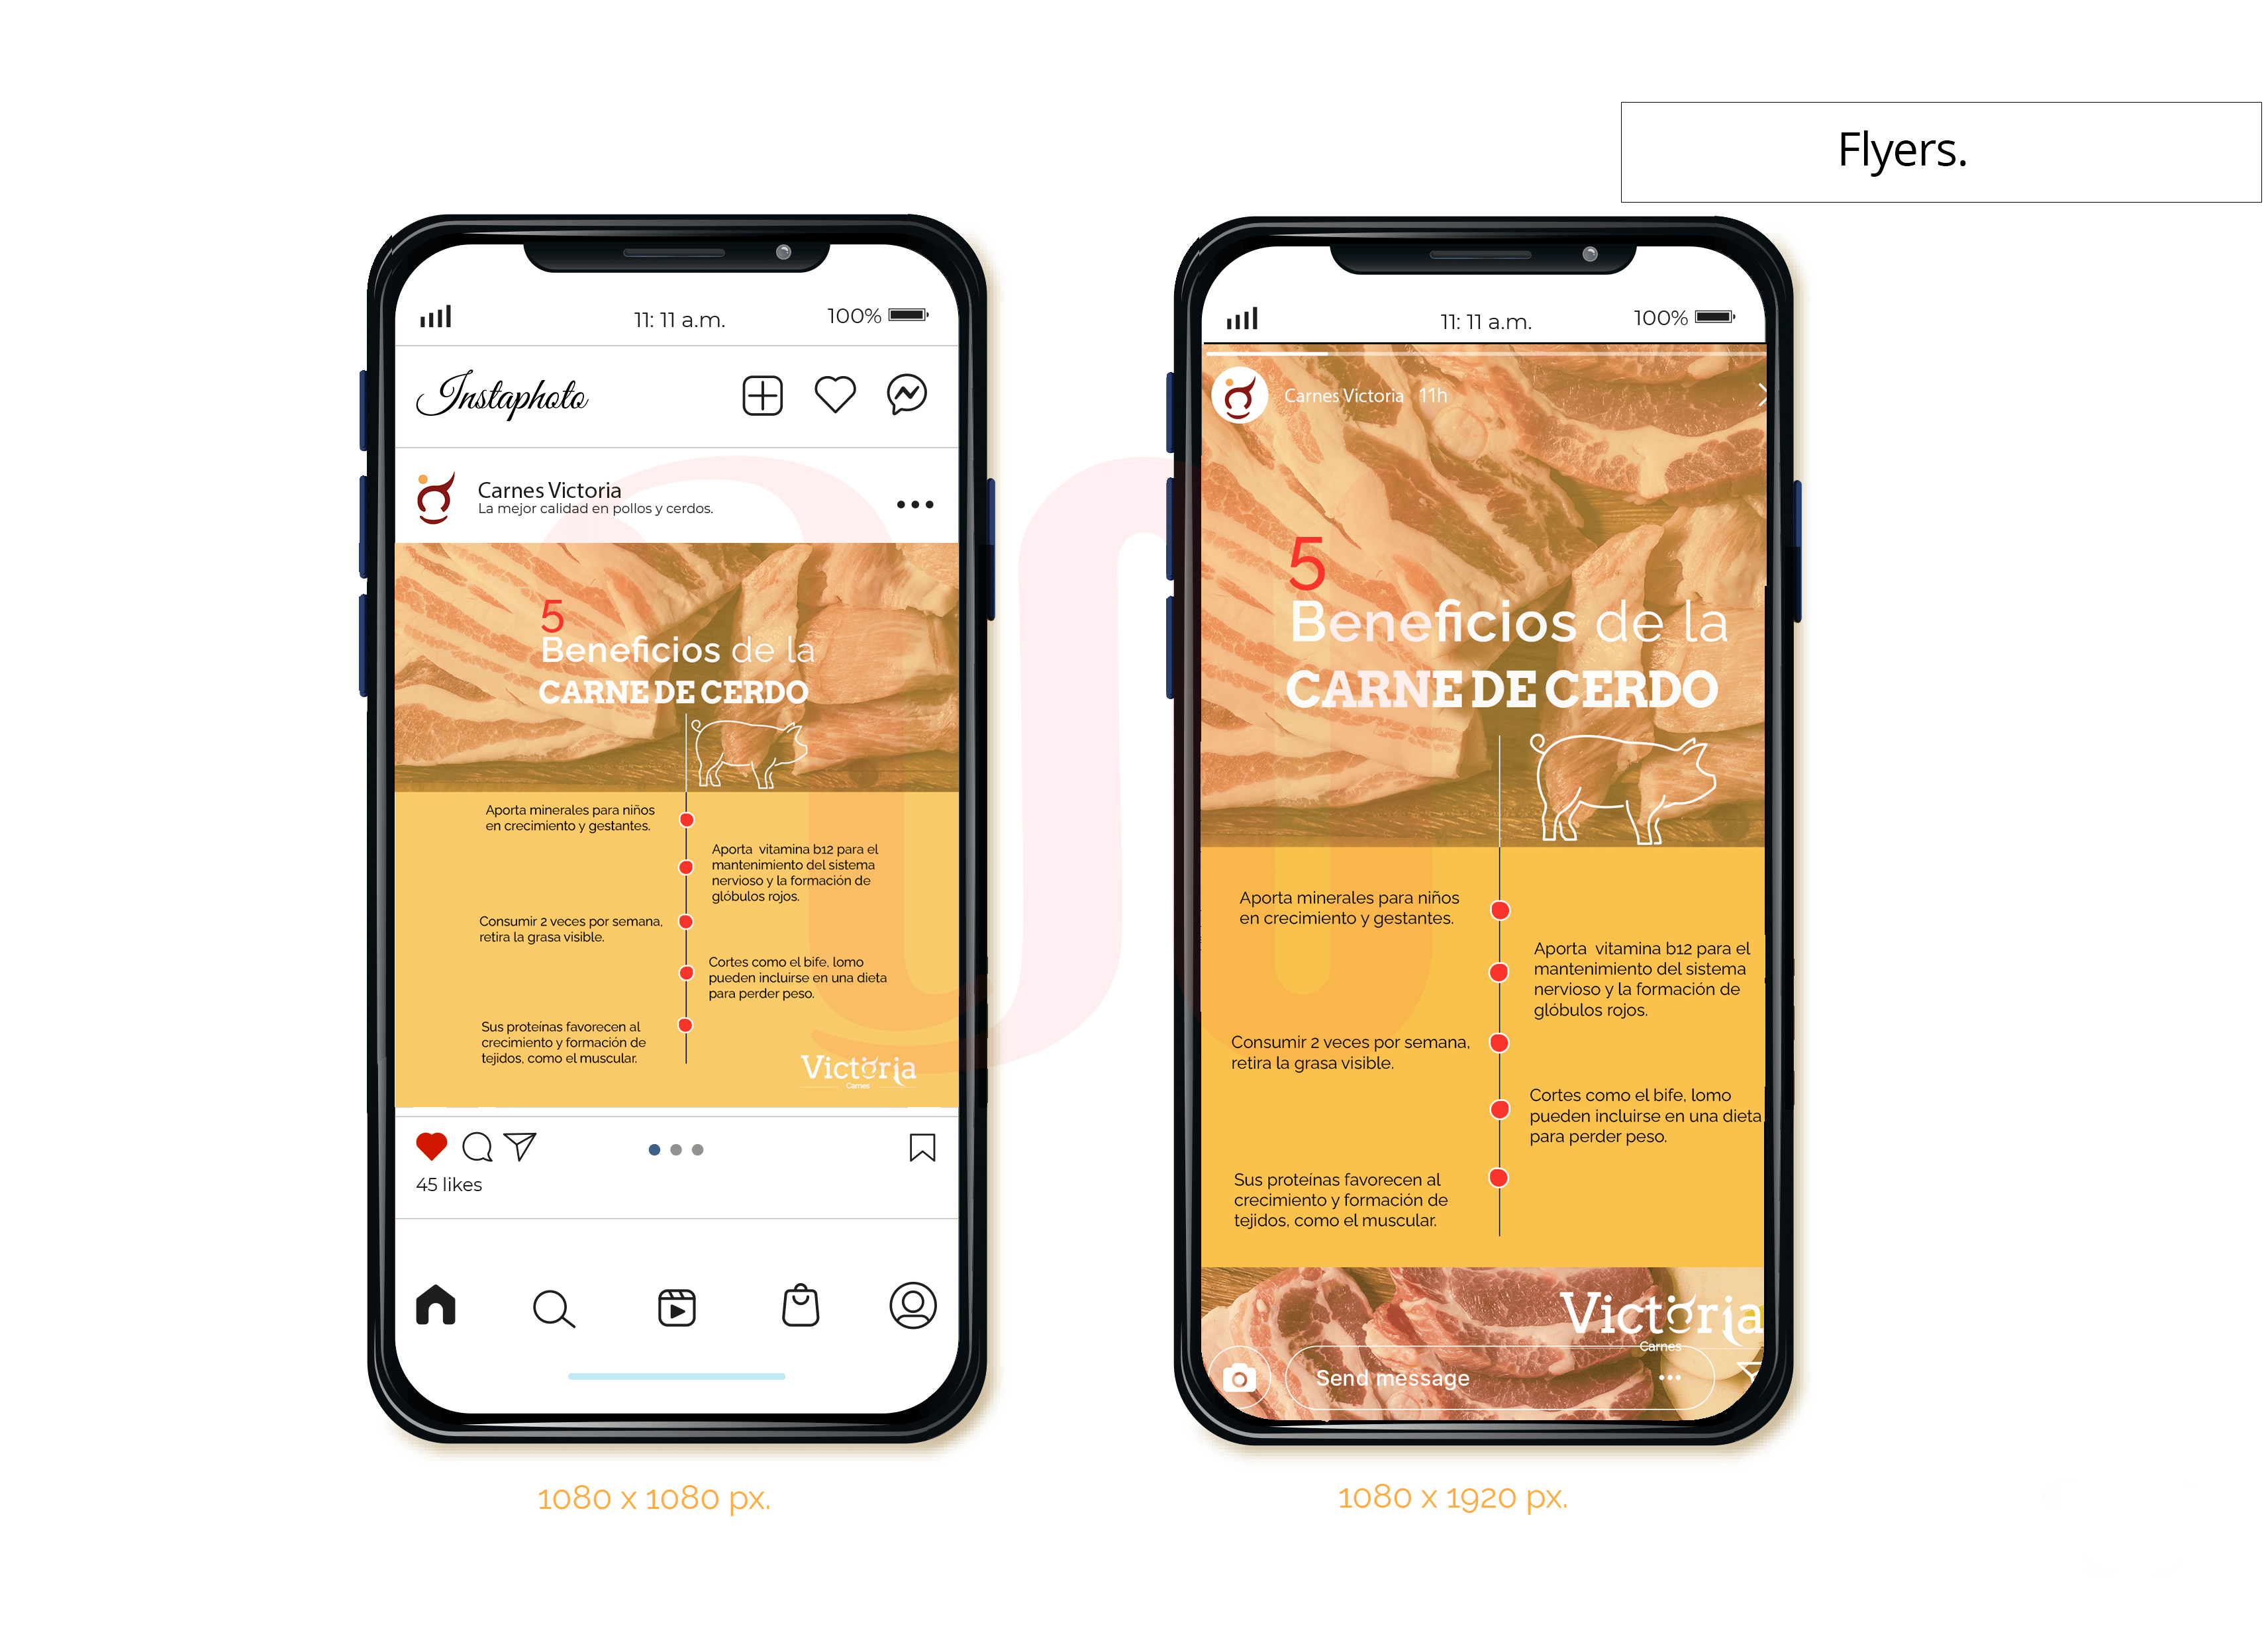 Flyers.
11: 11 a.m.
100%
Instaphoto
Carnes Victoria
La mejor calidad en pollos y cerdos.
5
Beneficios de la
CARNE DE CERDO
Aporta minerales para niños
en crecimiento y gestantes.
Aporta  vitamina b12 para el
mantenimiento del sistema
nervioso y la formación de
glóbulos rojos.
Consumir 2 veces por semana,
retira la grasa visible.
Cortes como el bife, lomo
pueden incluirse en una dieta
para perder peso.
Sus proteínas favorecen al
crecimiento y formación de
tejidos, como el muscular.
Victoria
Carnes
45 likes
1080 x 1080 px.
11: 11 a.m.
100%
Carnes Victoria 11h
5
Beneficios de la
CARNE DE CERDO
Aporta minerales para niños
en crecimiento y gestantes.
Aporta  vitamina b12 para el
mantenimiento del sistema
nervioso y la formación de
glóbulos rojos.
Consumir 2 veces por semana,
retira la grasa visible.
Cortes como el bife, lomo
pueden incluirse en una dieta
para perder peso.
Sus proteínas favorecen al
crecimiento y formación de
tejidos, como el muscular.
Victoria
Carnes
Send message
1080 x 1920 px.